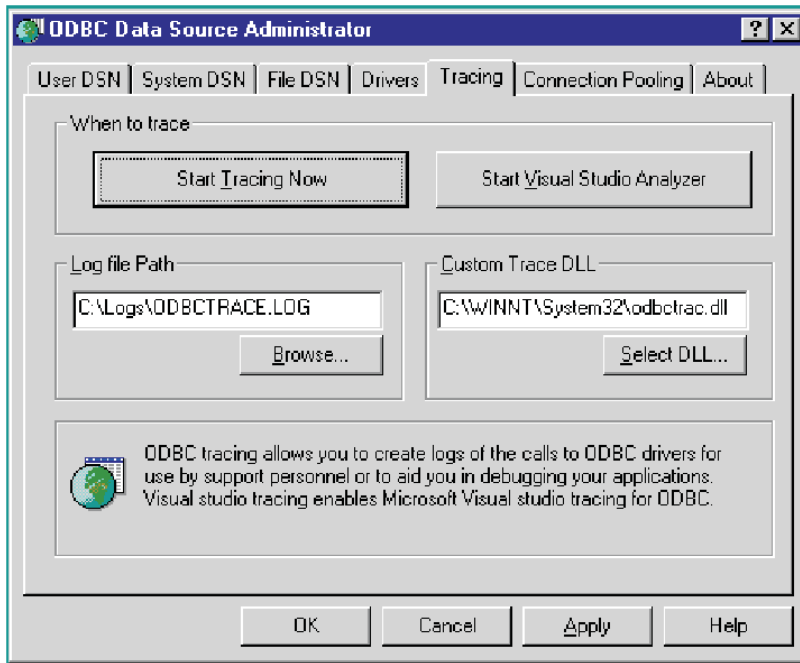 ODBC Data Source Administrator
User DSN System DSN File DSN Drivers Tracing Connection Pooling About
When to trace
Start Tracing Now Start Visual Studio Analyzer
Log file Path Custom Trace DLL
C:\Logs\ODBCTRACE.LOG C:\WINNT\System32\odbctrac.dll
Browse... Select DLL...
ODBC tracing allows you to create logs of the calls to ODBC drivers for
use by support personnel or to aid you in debugging your applications.
Visual studio tracing enables Microsoft Visual studio tracing for ODBC.
OK Cancel Apply Help